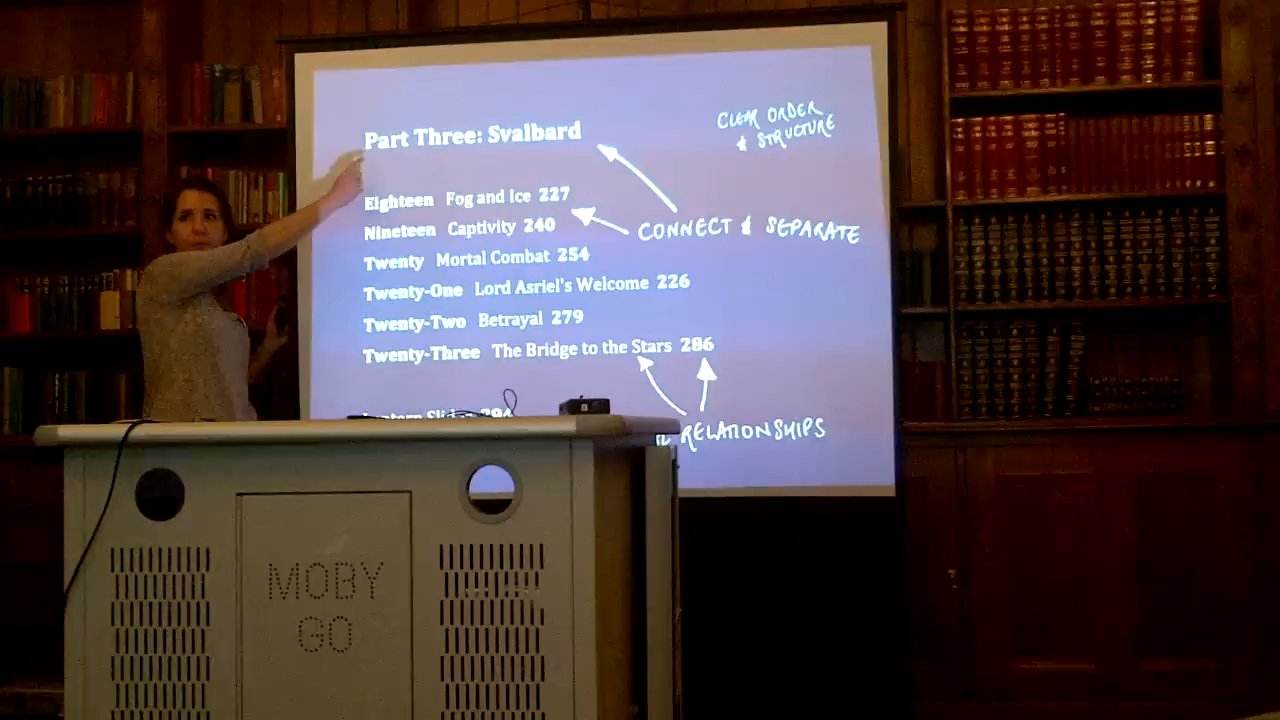 Part Three: Svalbard
CLEAR ORDER
& STRUCTURE
Eighteen Fog and Ice 227
Nineteen Captivity 240
CONNECT & SEPARATE
Twenty Mortal Combat 254
Twenty-One Lord Asriel's Welcome 226
Twenty-Two Betrayal 279
Twenty-Three The Bridge to the Stars 286
RELATIONSHIPS
MOBY
GO